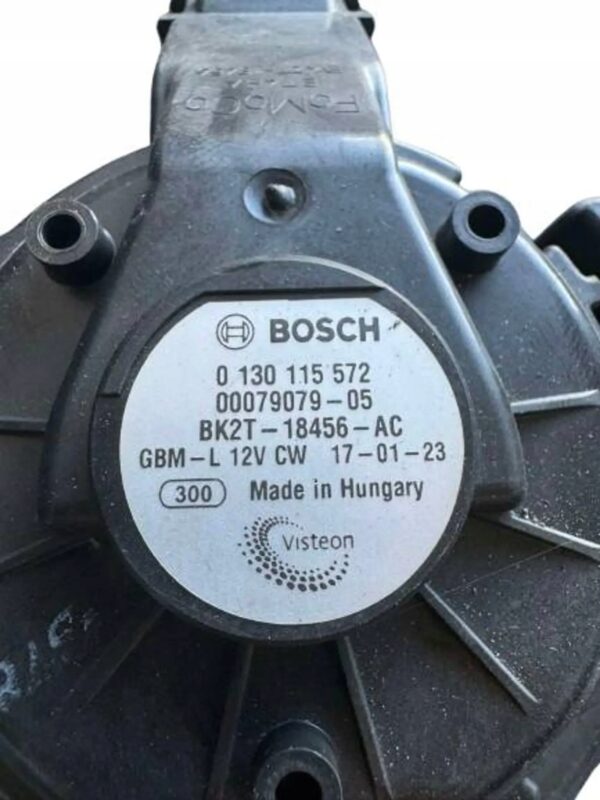 FoMoCo
BOSCH
0 130 115 572
00079079-05
BK2T-18456-AC
GBM-L 12V CW 17-01-23
300 Made in Hungary
Visteon